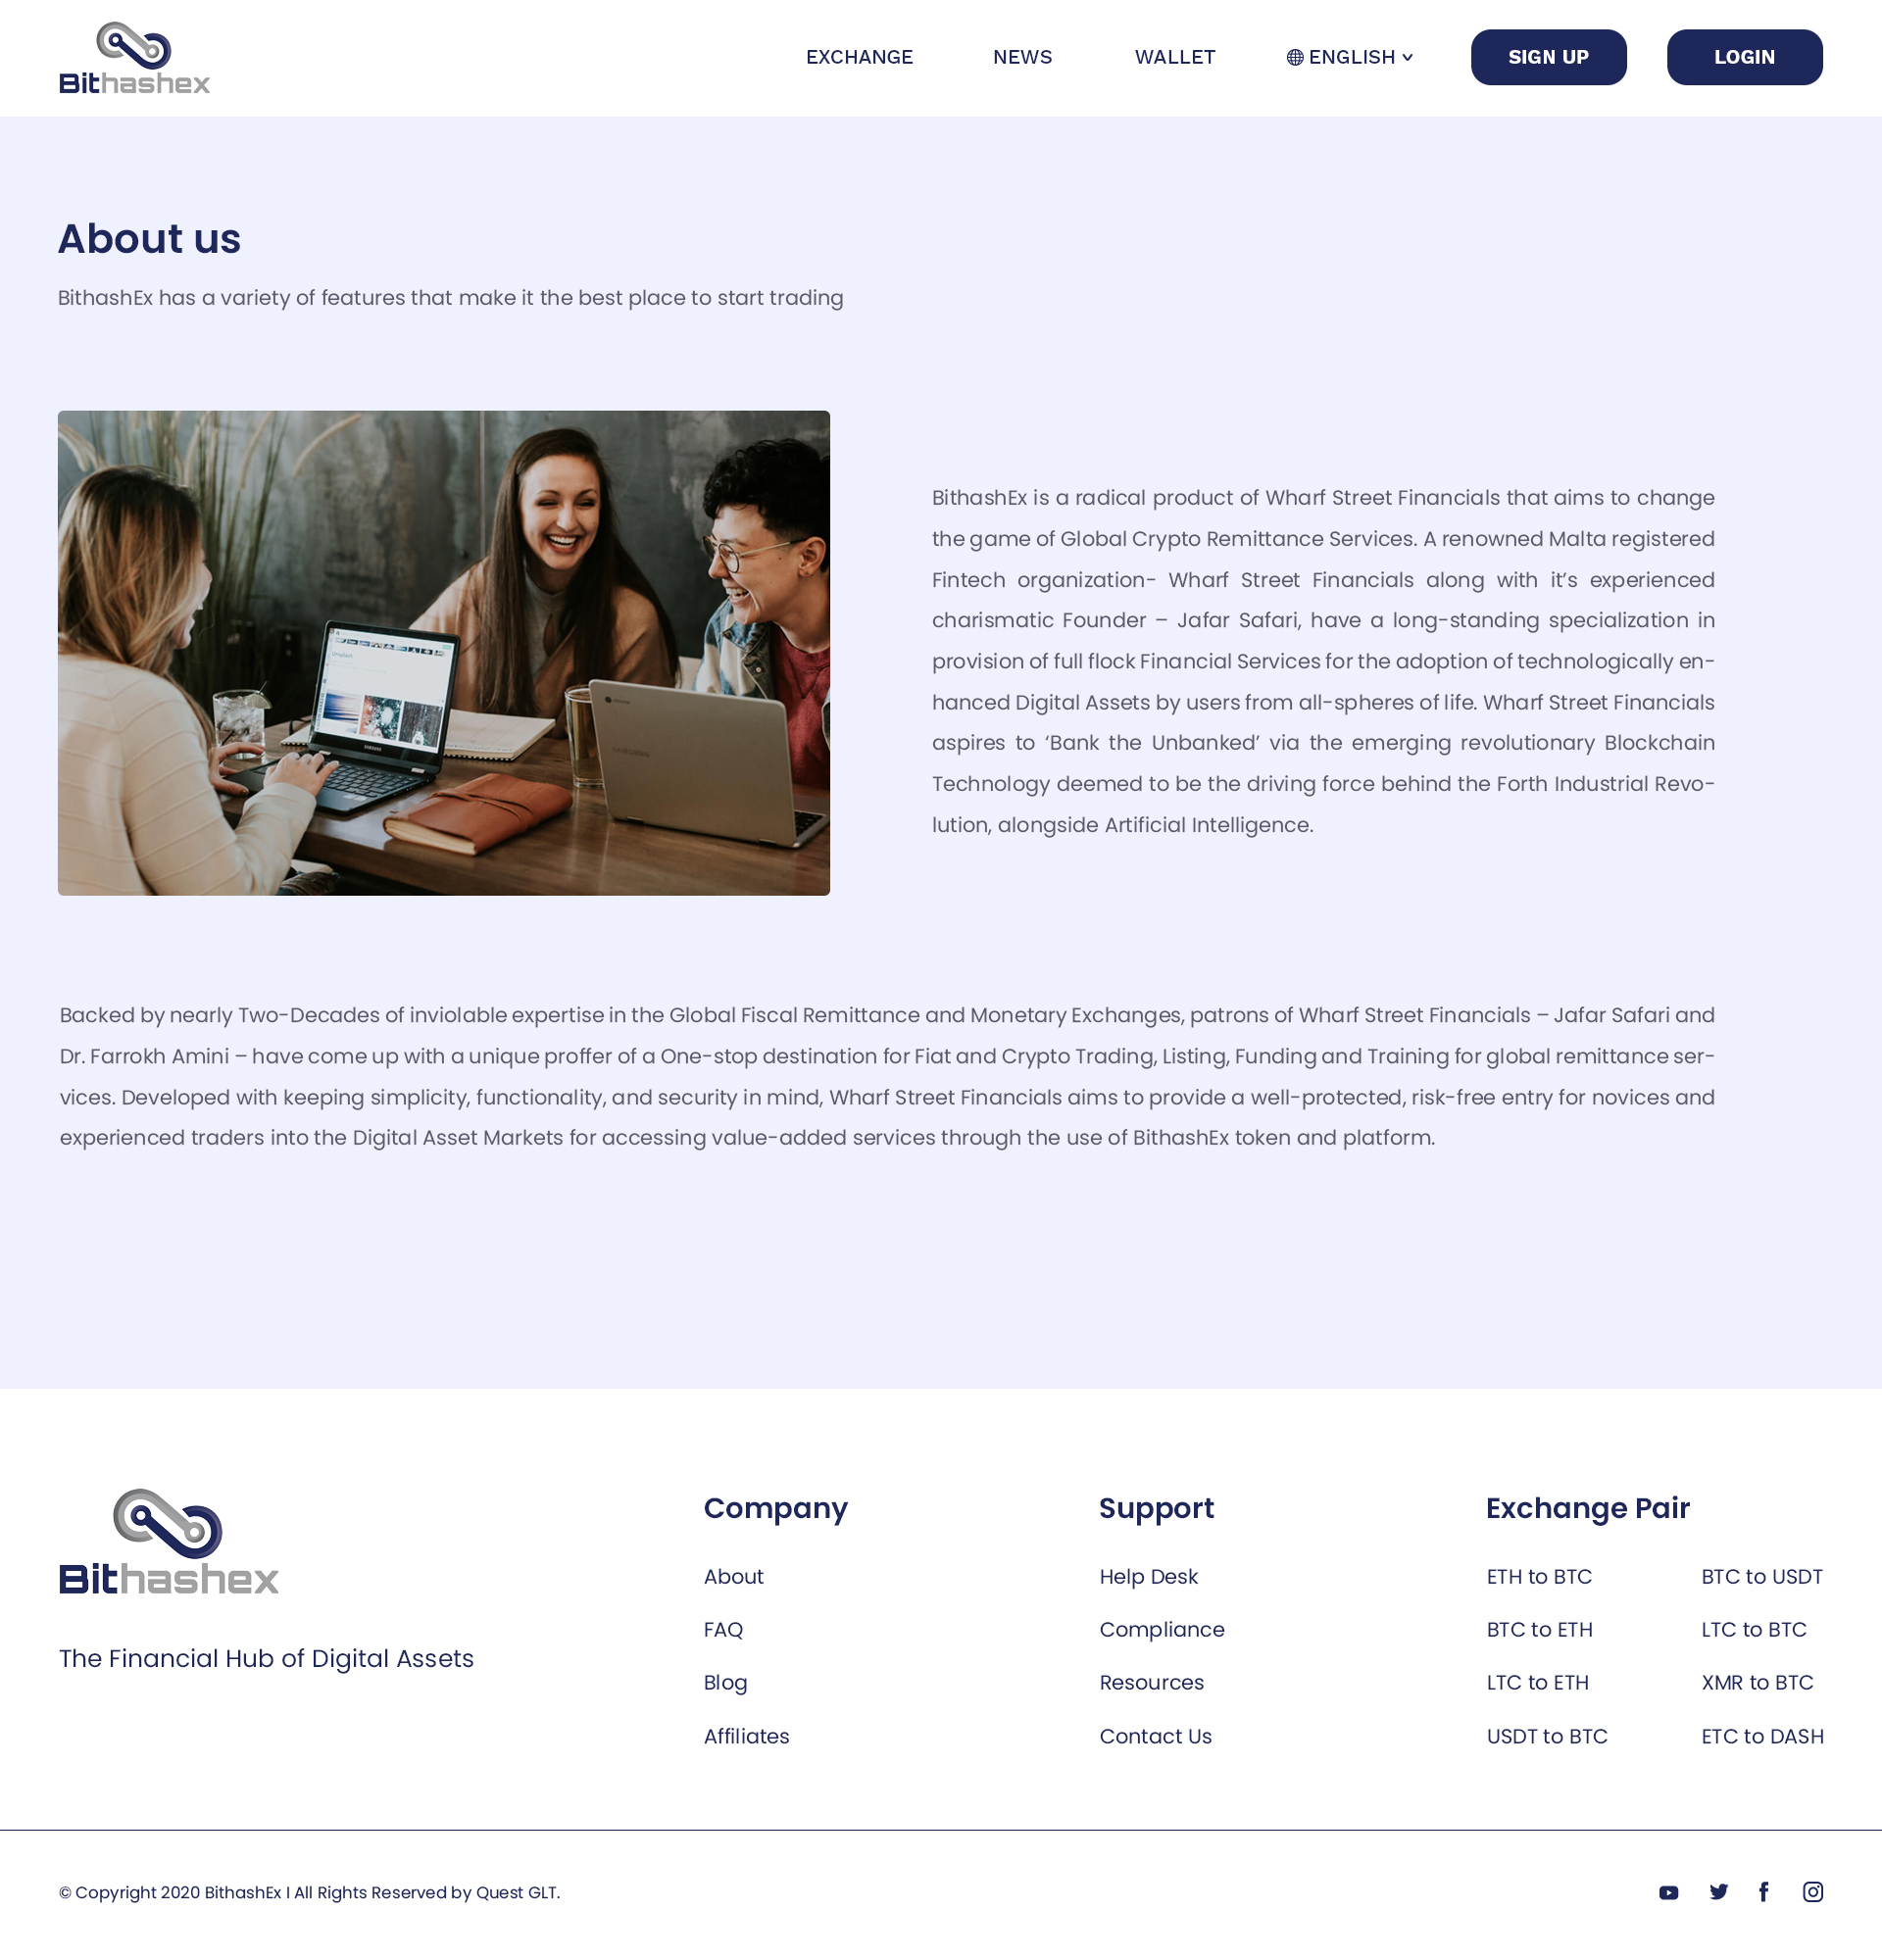 Bithashex
EXCHANGE NEWS WALLET ENGLISH SIGN UP LOGIN
About us
BithashEx has a variety of features that make it the best place to start trading
BithashEx is a radical product of Wharf Street Financials that aims to change
the game of Global Crypto Remittance Services. A renowned Malta registered
Fintech organization- Wharf Street Financials along with it’s experienced
charismatic Founder – Jafar Safari, have a long-standing specialization in
provision of full flock Financial Services for the adoption of technologically en-
hanced Digital Assets by users from all-spheres of life. Wharf Street Financials
aspires to ‘Bank the Unbanked’ via the emerging revolutionary Blockchain
Technology deemed to be the driving force behind the Forth Industrial Revo-
lution, alongside Artificial Intelligence.
Unsplash
SAMSUNG
SAMSUNG
Backed by nearly Two-Decades of inviolable expertise in the Global Fiscal Remittance and Monetary Exchanges, patrons of Wharf Street Financials – Jafar Safari and
Dr. Farrokh Amini – have come up with a unique proffer of a One-stop destination for Fiat and Crypto Trading, Listing, Funding and Training for global remittance ser-
vices. Developed with keeping simplicity, functionality, and security in mind, Wharf Street Financials aims to provide a well-protected, risk-free entry for novices and
experienced traders into the Digital Asset Markets for accessing value-added services through the use of BithashEx token and platform.
Bithashex
The Financial Hub of Digital Assets
Company
About
FAQ
Blog
Affiliates
Support
Help Desk
Compliance
Resources
Contact Us
Exchange Pair
ETH to BTC BTC to USDT
BTC to ETH LTC to BTC
LTC to ETH XMR to BTC
USDT to BTC ETC to DASH
© Copyright 2020 BithashEx I All Rights Reserved by Quest GLT.